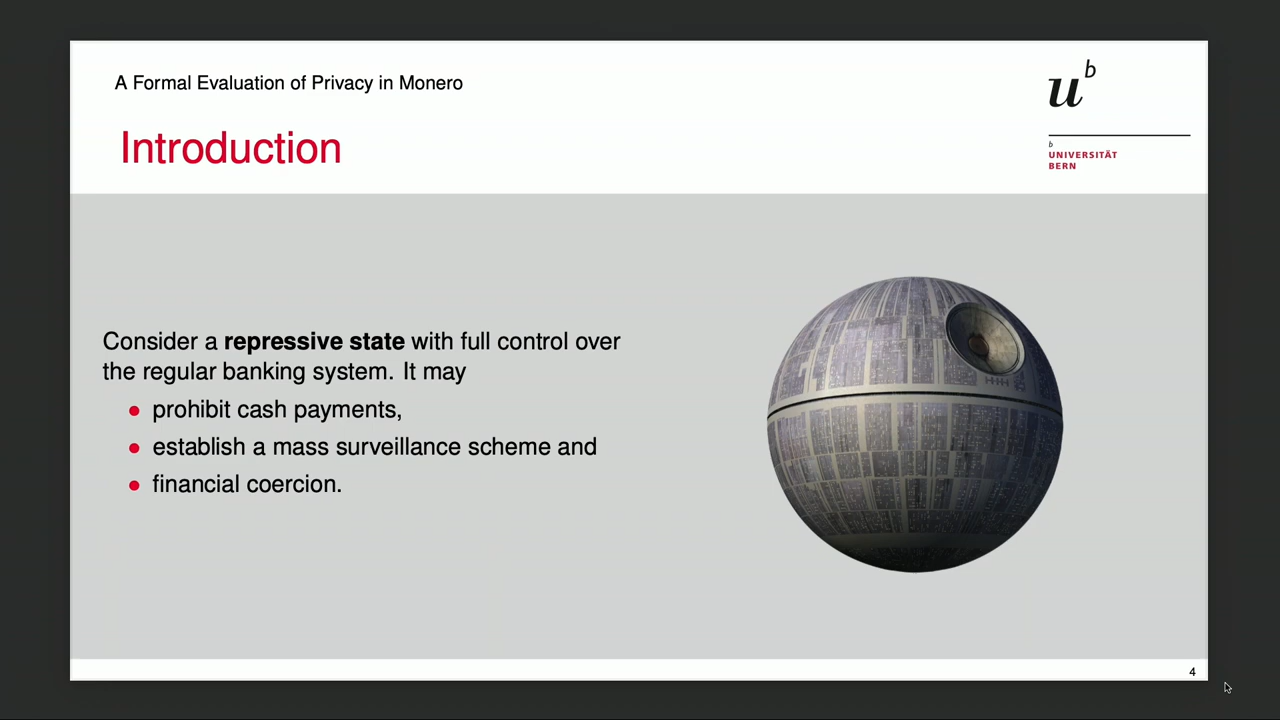 A Formal Evaluation of Privacy in Monero
Introduction
u b
b
UNIVERSITÄT
BERN
Consider a repressive state with full control over
the regular banking system. It may
prohibit cash payments,
establish a mass surveillance scheme and
financial coercion.
4